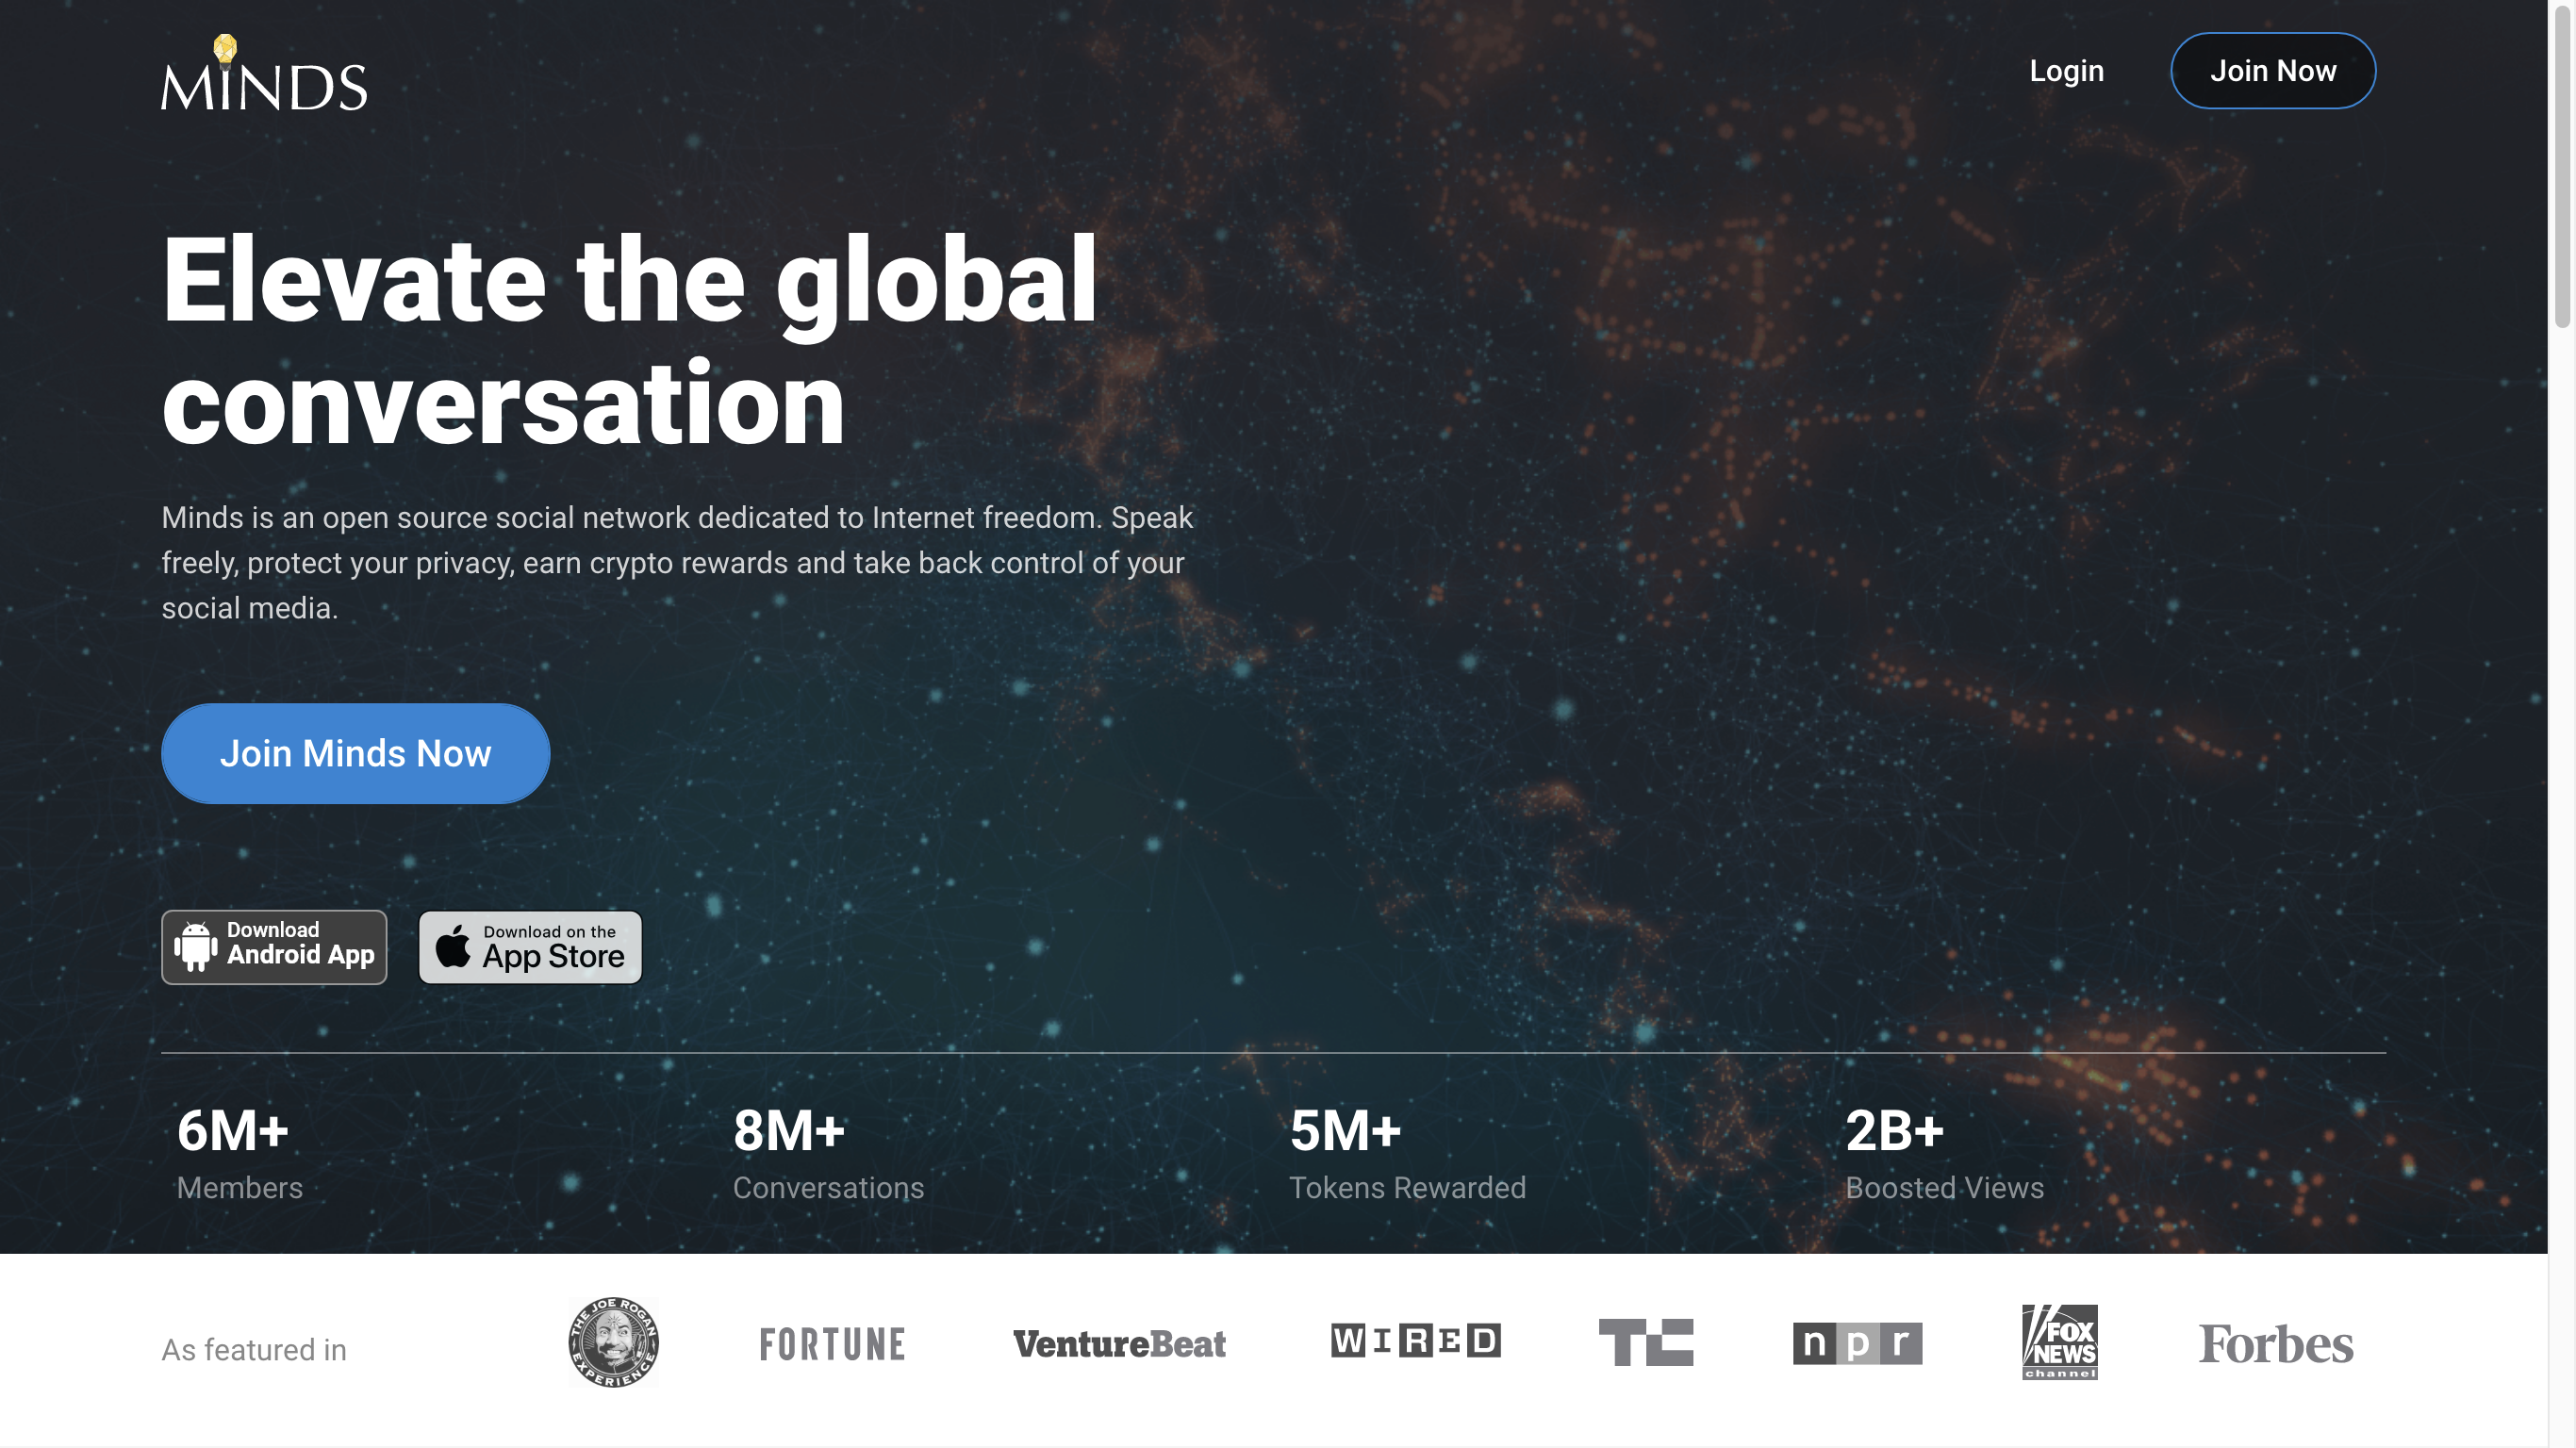 MINDS
Login
Join Now
Elevate the global
conversation
Minds is an open source social network dedicated to Internet freedom. Speak
freely, protect your privacy, earn crypto rewards and take back control of your
social media.
Join Minds Now
Download
Android App
Download on the
App Store
6M+
Members
8M+
Conversations
5M+
Tokens Rewarded
2B+
Boosted Views
As featured in
THE JOE ROGAN
EXPERIENCE
FORTUNE
VentureBeat
WIRED
TC
npr
FOX
NEWS
channel
Forbes